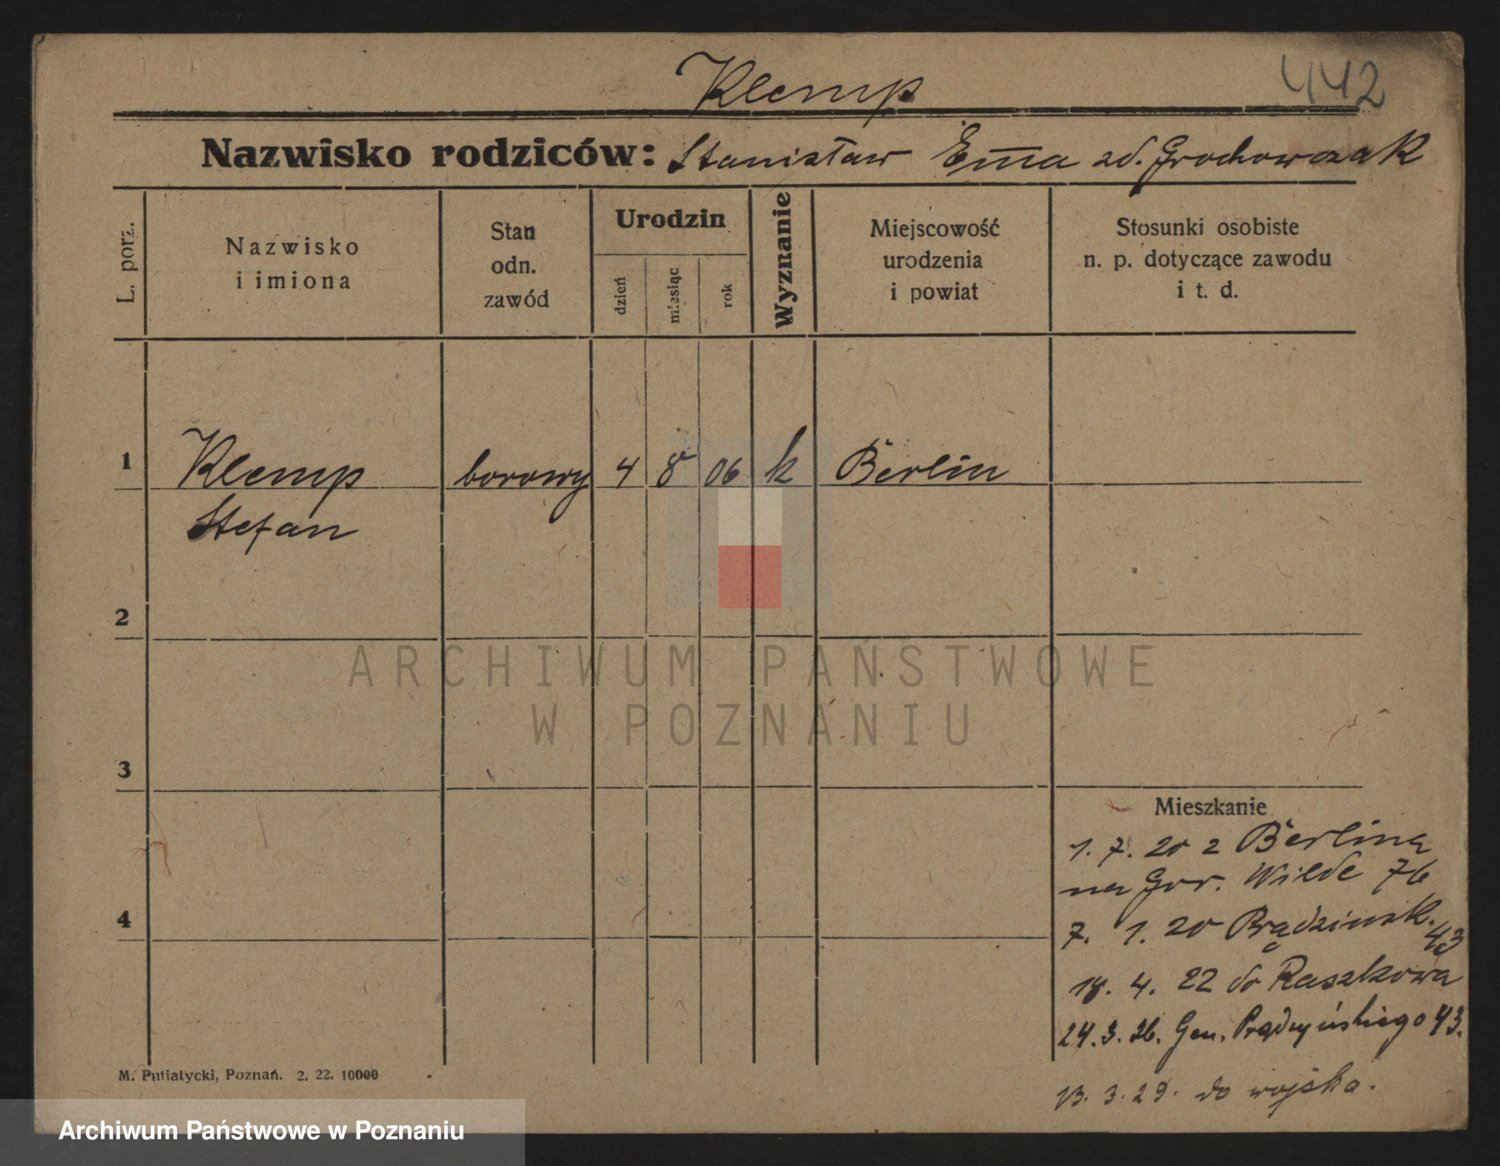 Klemp
442
Nazwisko rodziców: Stanisław Em̅a zd. Grochowczak
L. porz.
Nazwisko
i imiona
Stan
odn.
zawód
Urodzin
dzień
miesiąc
rok
Wyznanie
Miejscowość
urodzenia
i powiat
Stosunki osobiste
n. p. dotyczące zawodu
i t. d.
1 Klemp borowy 4 8 06 k Berlin
Stefan
2
ARCHIWUM PAŃSTWOWE
W POZNANIU
3
Mieszkanie
1. 7. 20 z Berlina
na Gór. Wilde 76
4
7. 1. 20 Prądzińsk. 43
18. 4. 22 do Raszkowa
24. 3. 26. Gen. Prądzyńskiego 43.
13. 3. 29. do wojska.
M. Putiatycki, Poznań. 2. 22. 10000
Archiwum Państwowe w Poznaniu